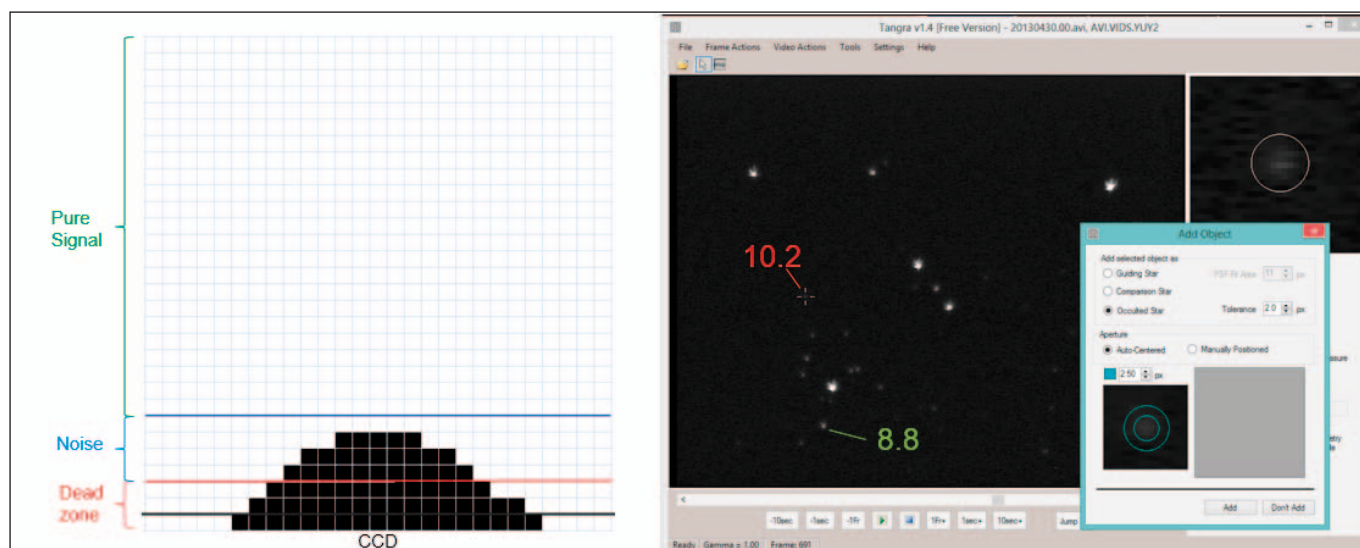 Pure
Signal
Noise
Dead
zone
CCD
Tangra v1.4 [Free Version] - 20130430.00.avi, AVI.VIDS.YUY2
File Frame Actions Video Actions Tools Settings Help
10.2
8.8
Add Object
Add selected object as
Guiding Star
PSF-Fit Area 11 px
Comparison Star
Occulted Star
Tolerance 2.0 px
Aperture
Auto-Centered
Manually Positioned
2.50 px
Add
Don't Add
-10sec -1sec -1Fr 1Fr+ 1sec+ 10sec+ Jump
Ready Gamma = 1.00 Frame: 691